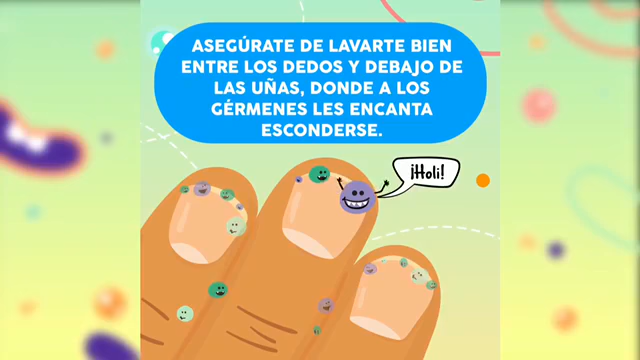 ASEGÚRATE DE LAVARTE BIEN
ENTRE LOS DEDOS Y DEBAJO DE
LAS UÑAS, DONDE A LOS
GÉRMENES LES ENCANTA
ESCONDERSE.
¡Holi!